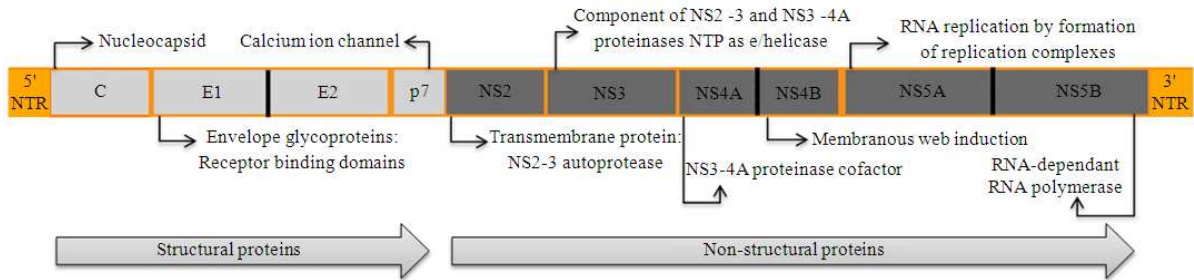 Nucleocapsid
Calcium ion channel
Component of NS2 -3 and NS3 -4A
proteinases NTP as e/helicase
RNA replication by formation
of replication complexes
5'
NTR
C
E1
E2
p7
NS2
NS3
NS4A
NS4B
NS5A
NS5B
3'
NTR
Envelope glycoproteins:
Receptor binding domains
Transmembrane protein:
NS2-3 autoprotease
NS3-4A proteinase cofactor
Membranous web induction
RNA-dependant
RNA polymerase
Structural proteins
Non-structural proteins